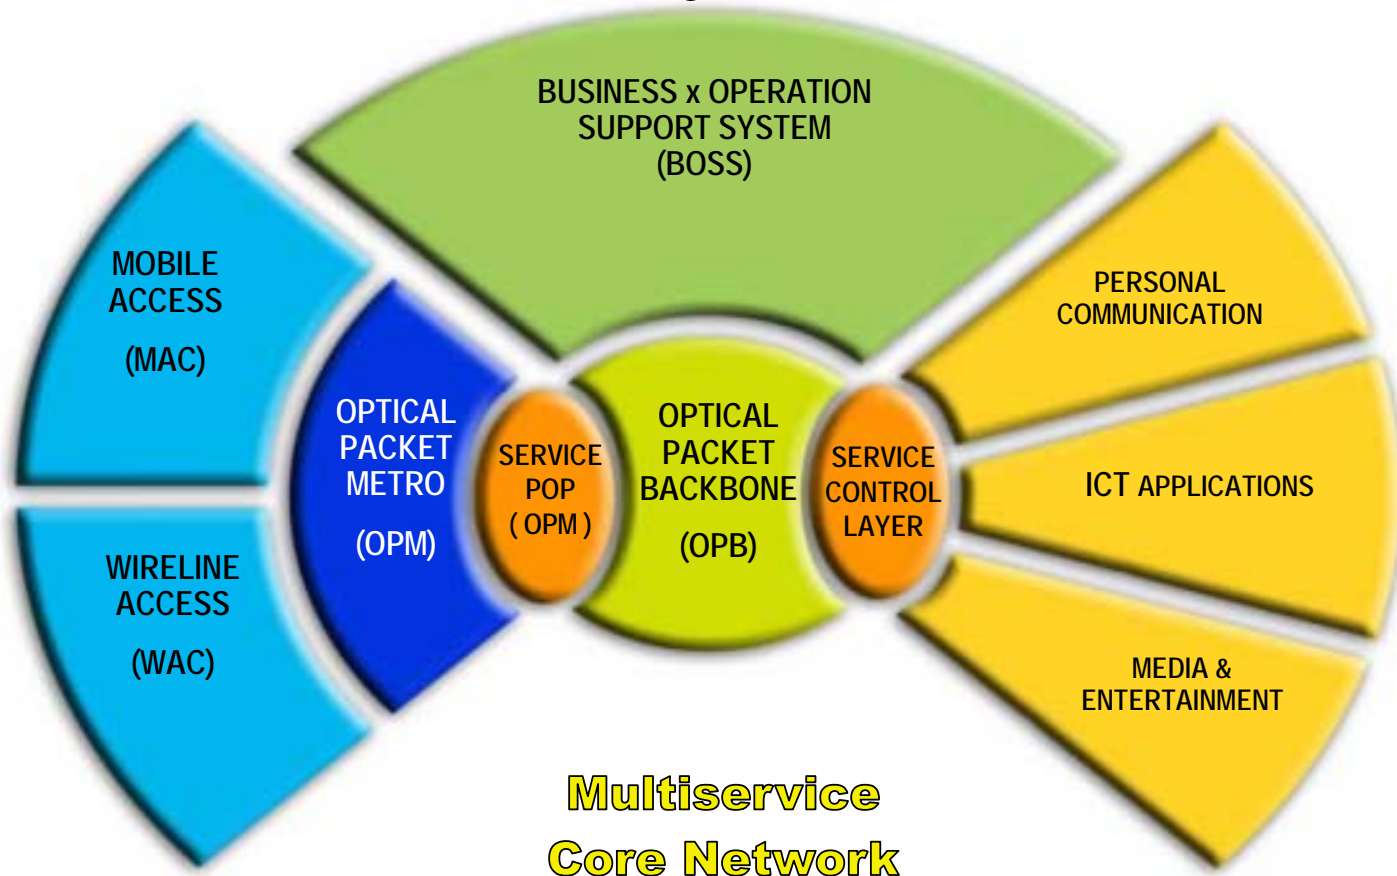 BUSINESS x OPERATION
SUPPORT SYSTEM
(BOSS)
MOBILE
ACCESS
(MAC)
WIRELINE
ACCESS
(WAC)
OPTICAL
PACKET
METRO
(OPM)
SERVICE
POP
( OPM )
OPTICAL
PACKET
BACKBONE
(OPB)
SERVICE
CONTROL
LAYER
PERSONAL
COMMUNICATION
ICT APPLICATIONS
MEDIA &
ENTERTAINMENT
Multiservice
Core Network